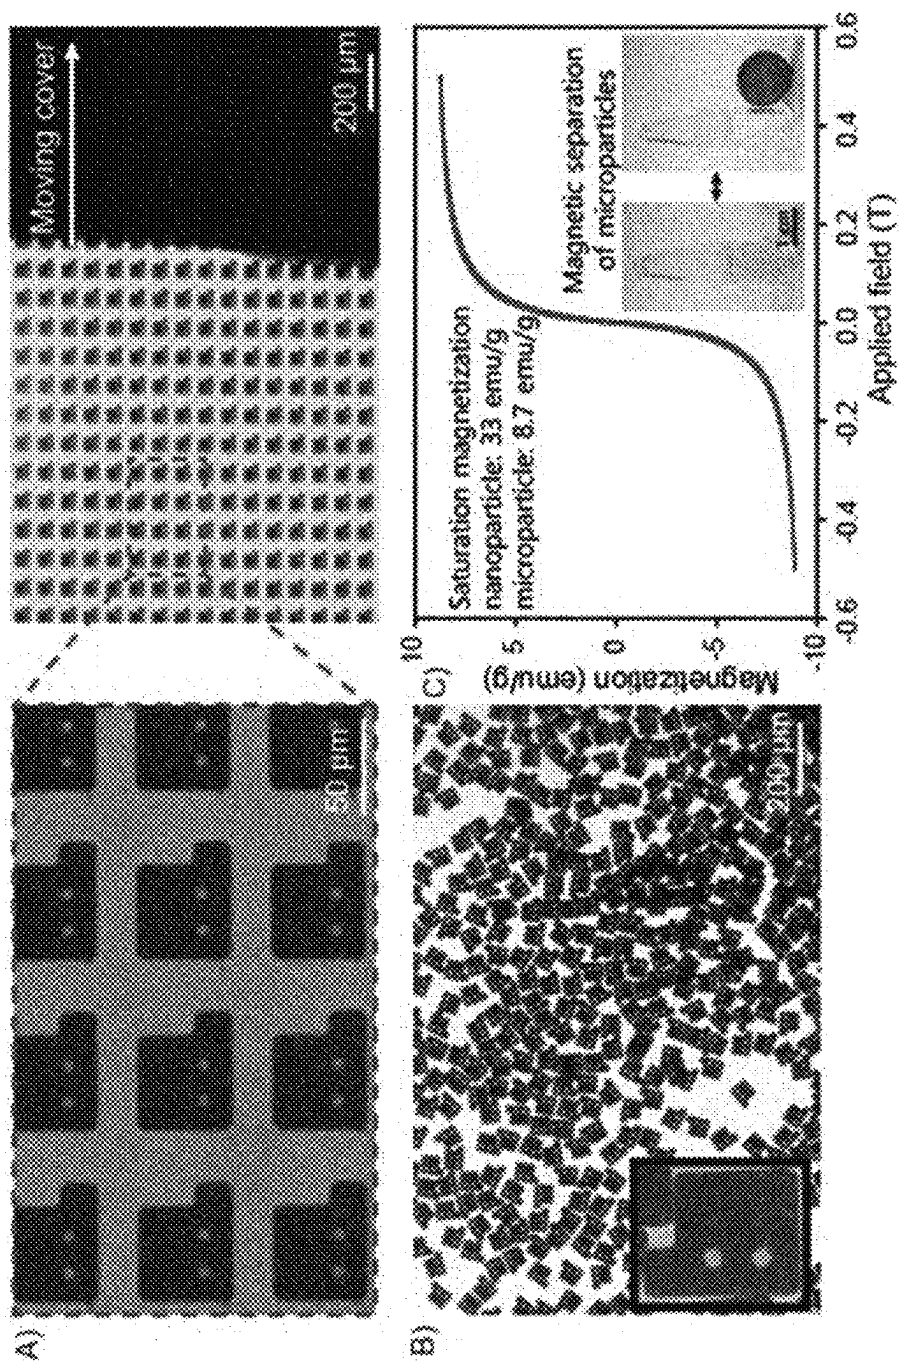 A)
50 µm
Moving cover
200 µm
B)
200 µm
C)
Magnetization (emu/g)
10
5
0
-5
-10
Saturation magnetization
nanoparticle: 33 emu/g
microparticle: 8.7 emu/g
Magnetic separation
of microparticles
-0.6
-0.4
-0.2
0.0
0.2
0.4
0.6
Applied field (T)